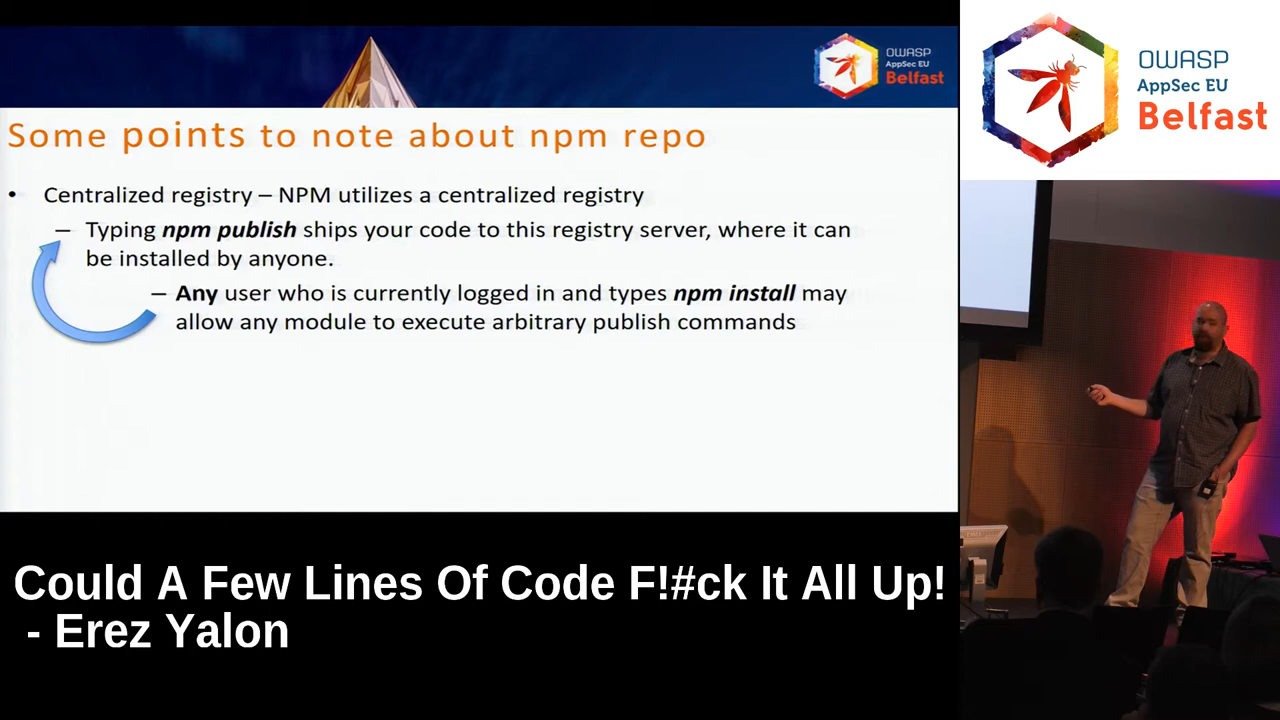 OWASP
AppSec EU
Belfast
OWASP
AppSec EU
Belfast
Some points to note about npm repo
• Centralized registry – NPM utilizes a centralized registry
– Typing npm publish ships your code to this registry server, where it can
be installed by anyone.
– Any user who is currently logged in and types npm install may
allow any module to execute arbitrary publish commands
Could A Few Lines Of Code F!#ck It All Up!
- Erez Yalon